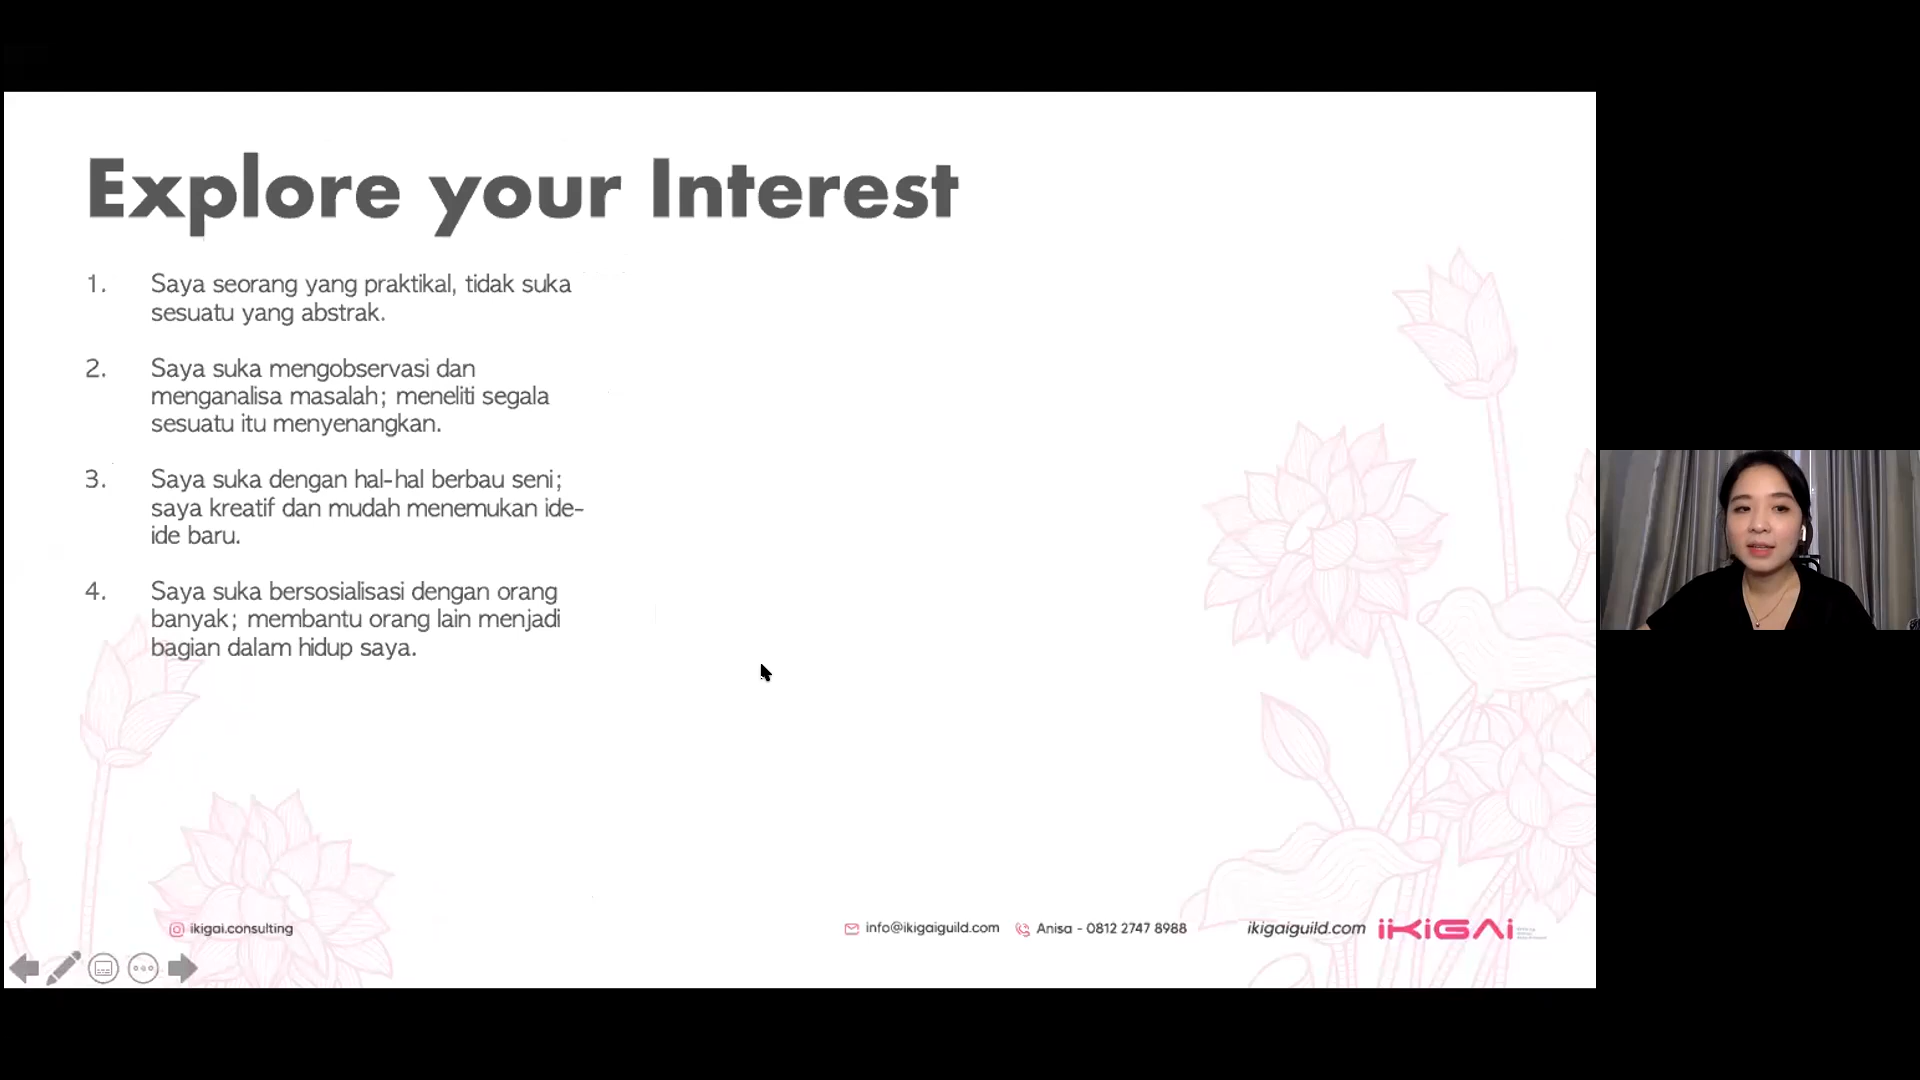 Explore your Interest
1. Saya seorang yang praktikal, tidak suka
sesuatu yang abstrak.
2. Saya suka mengobservasi dan
menganalisa masalah; meneliti segala
sesuatu itu menyenangkan.
3. Saya suka dengan hal-hal berbau seni;
saya kreatif dan mudah menemukan ide-
ide baru.
4. Saya suka bersosialisasi dengan orang
banyak; membantu orang lain menjadi
bagian dalam hidup saya.
ikigai.consulting
info@ikigaiguild.com
Anisa - 0812 2747 8988
ikigaiguild.com
iKiGAi